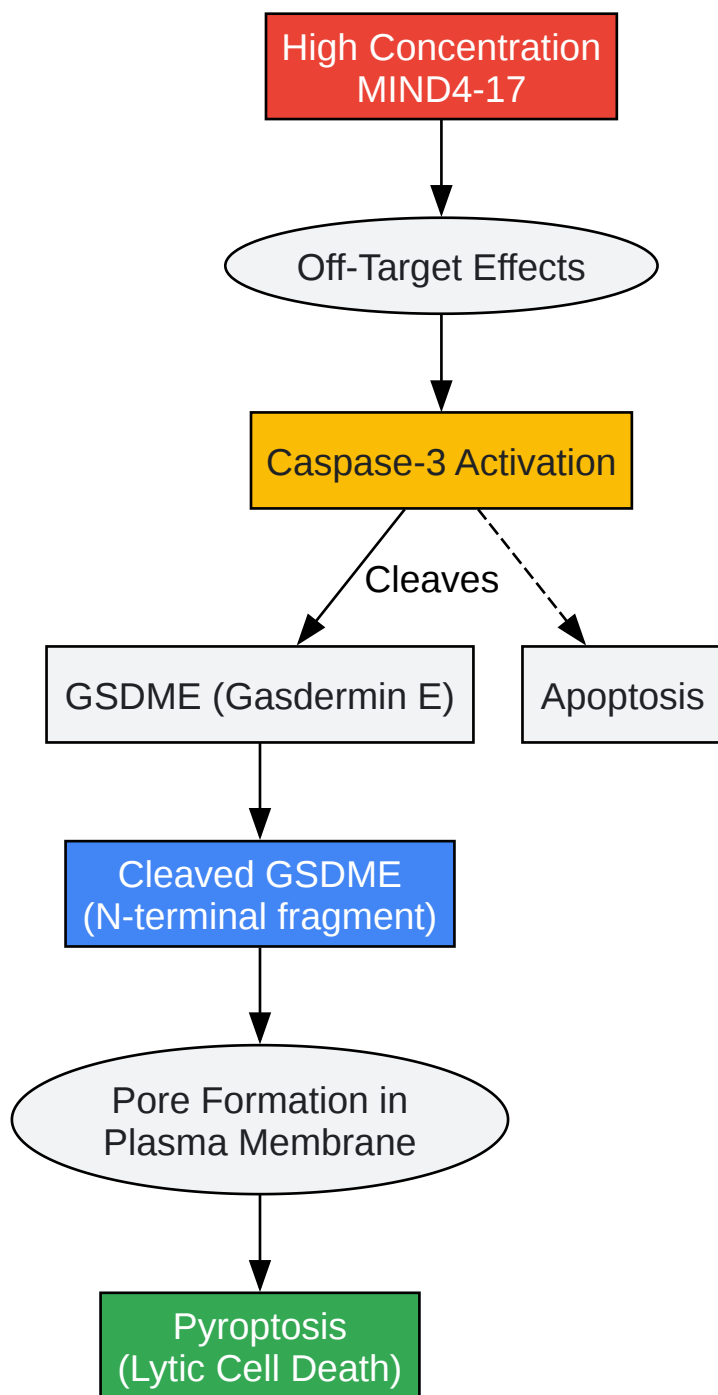 High Concentration
MIND4-17
Off-Target Effects
Caspase-3 Activation
Cleaves
GSDME (Gasdermin E)
Apoptosis
Cleaved GSDME
(N-terminal fragment)
Pore Formation in
Plasma Membrane
Pyroptosis
(Lytic Cell Death)